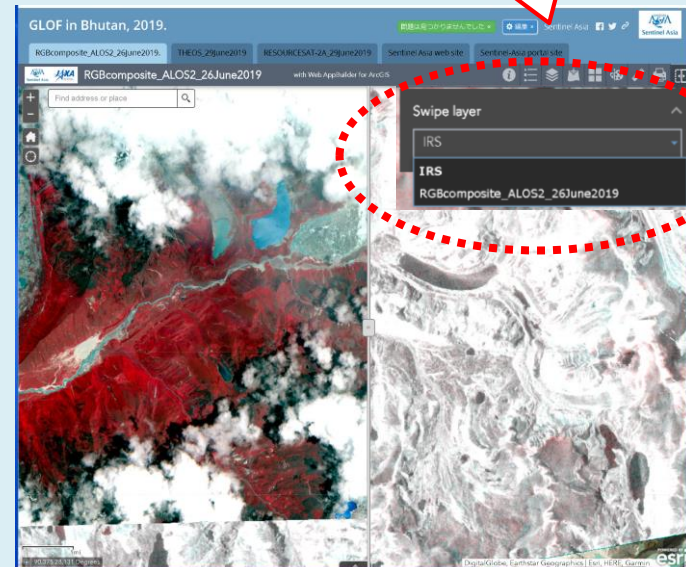 GLOF in Bhutan, 2019.
問題は見つかりませんでした
編集
Sentinel Asia
Sentinel Asia
RGBcomposite_ALOS2_26June2019.
THEOS_29June2019
RESOURCESAT-2A_29June2019
Sentinel Asia web site
Sentinel-Asia portal site
RGBcomposite_ALOS2_26June2019
with Web AppBuilder for ArcGIS
+
Find address or place
-
Swipe layer
IRS
IRS
RGBcomposite_ALOS2_26June2019
DigitalGlobe, Earthstar Geographics | Esri, HERE, Garmin
POWERED BY
esri